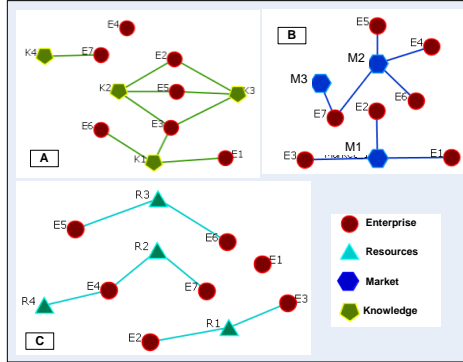 E4
K4
E7
E2
K2
E5
K3
E6
E3
K1
E1
A
B
E5
M2
E4
M3
E7
E2
E6
M1
E3
E1
R3
E5
E6
R2
E1
R4
E4
E7
E3
R1
E2
C
Enterprise
Resources
Market
Knowledge